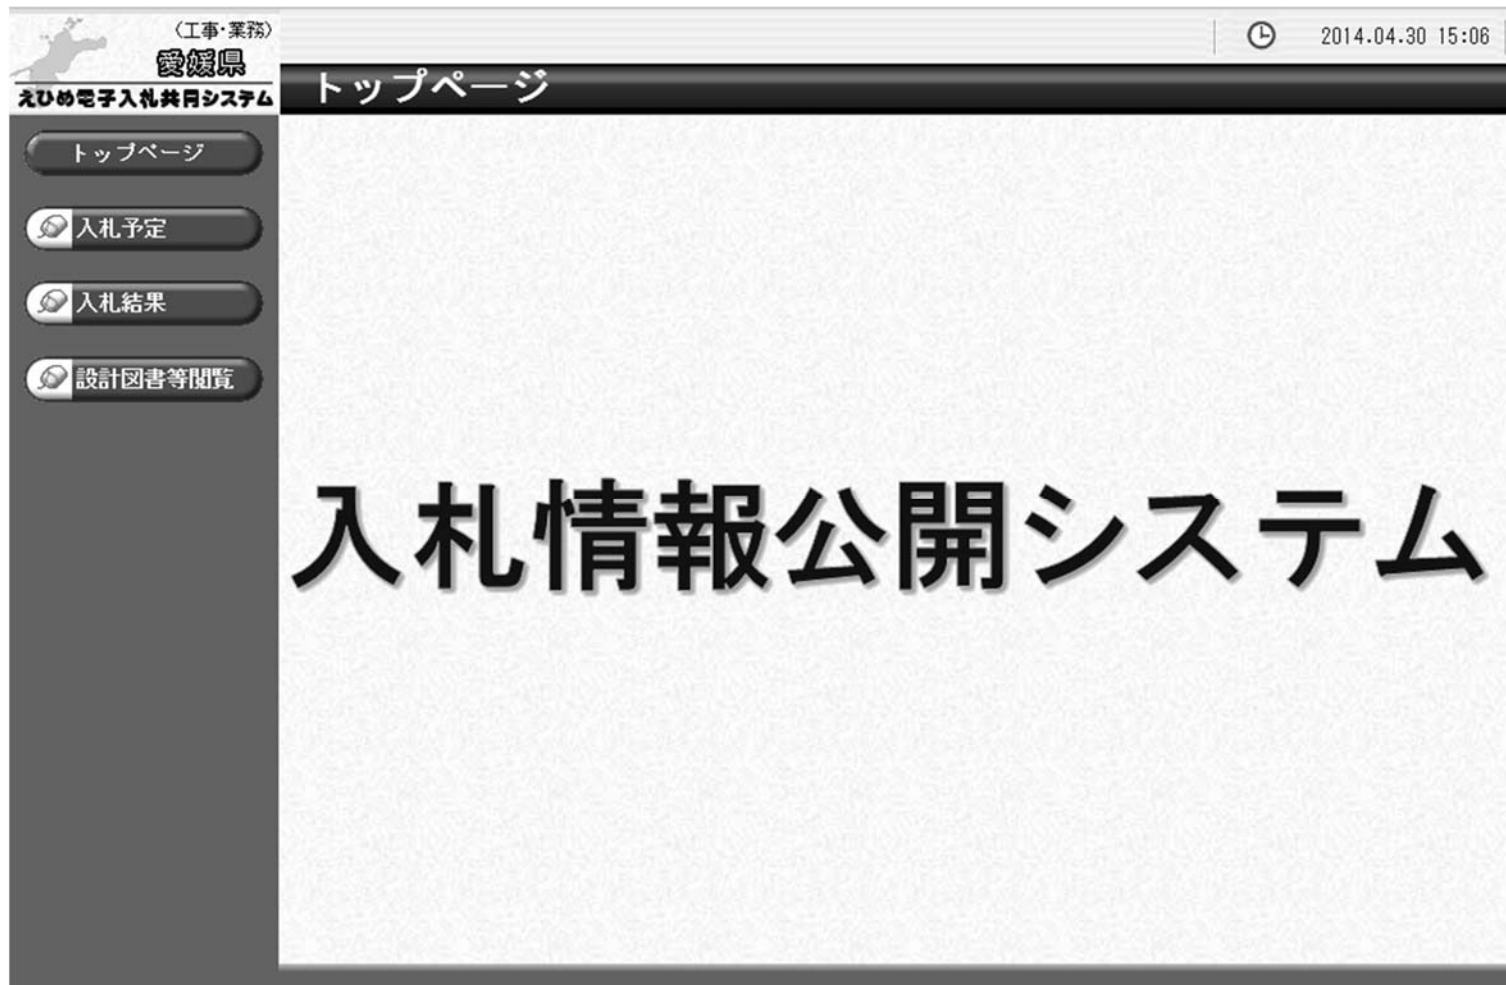 〈工事・業務〉
愛媛県
えひめ電子入札共同システム
2014.04.30 15:06
トップページ
トップページ
入札予定
入札結果
設計図書等閲覧
入札情報公開システム